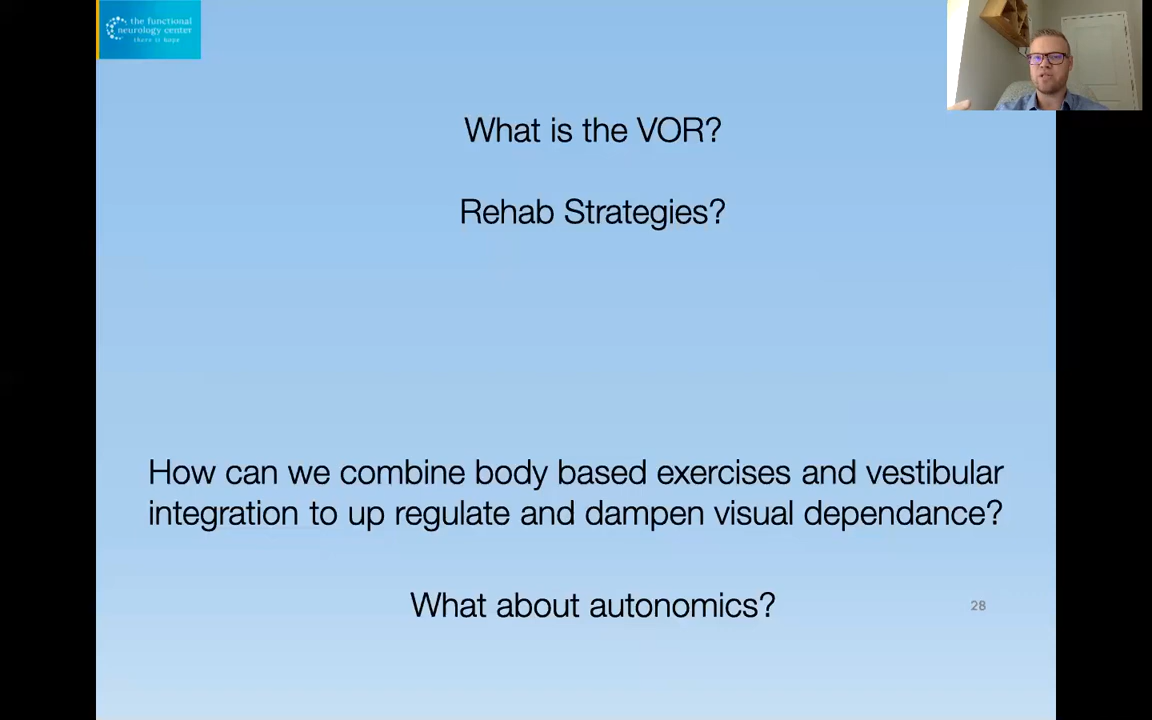 the functional
neurology center
there is hope
What is the VOR?
Rehab Strategies?
How can we combine body based exercises and vestibular
integration to up regulate and dampen visual dependance?
What about autonomics?
28